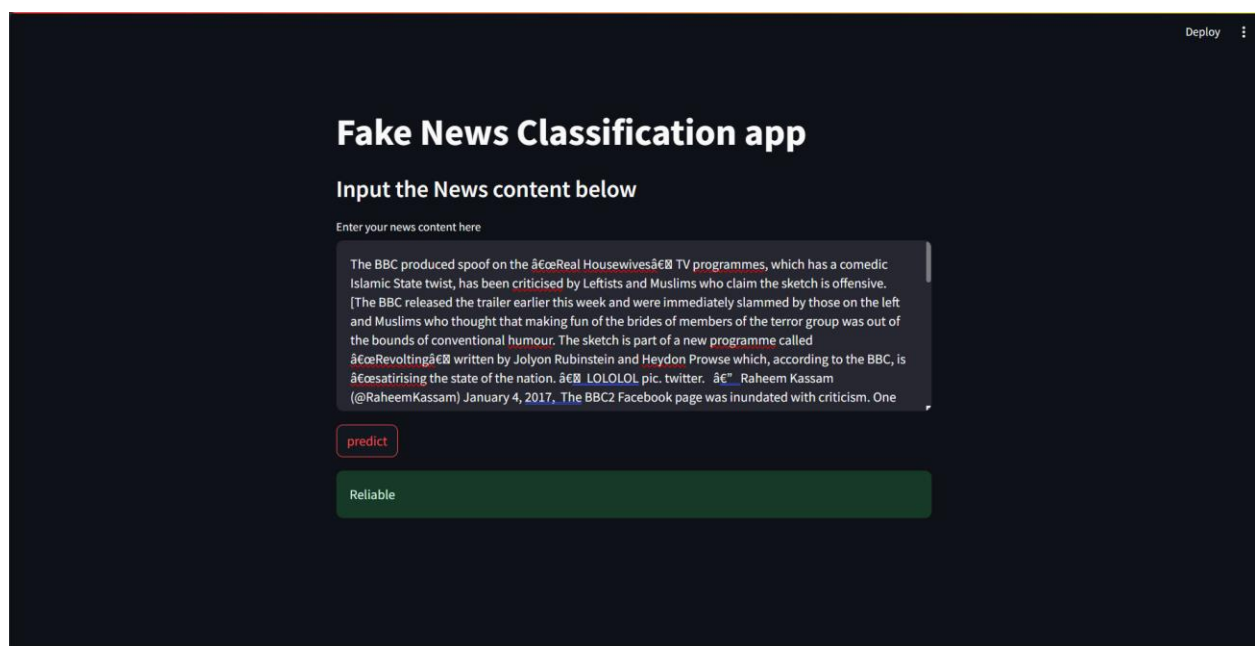 Deploy
Fake News Classification app
Input the News content below
Enter your news content here
The BBC produced spoof on the â€œReal Housewivesâ€� TV programmes, which has a comedic
Islamic State twist, has been criticised by Leftists and Muslims who claim the sketch is offensive.
[The BBC released the trailer earlier this week and were immediately slammed by those on the left
and Muslims who thought that making fun of the brides of members of the terror group was out of
the bounds of conventional humour. The sketch is part of a new programme called
â€œRevoltingâ€� written by Jolyon Rubinstein and Heydon Prowse which, according to the BBC, is
â€œsatirising the state of the nation. â€� LOLOLOL pic. twitter. â€” Raheem Kassam
(@RaheemKassam) January 4, 2017, The BBC2 Facebook page was inundated with criticism. One
predict
Reliable